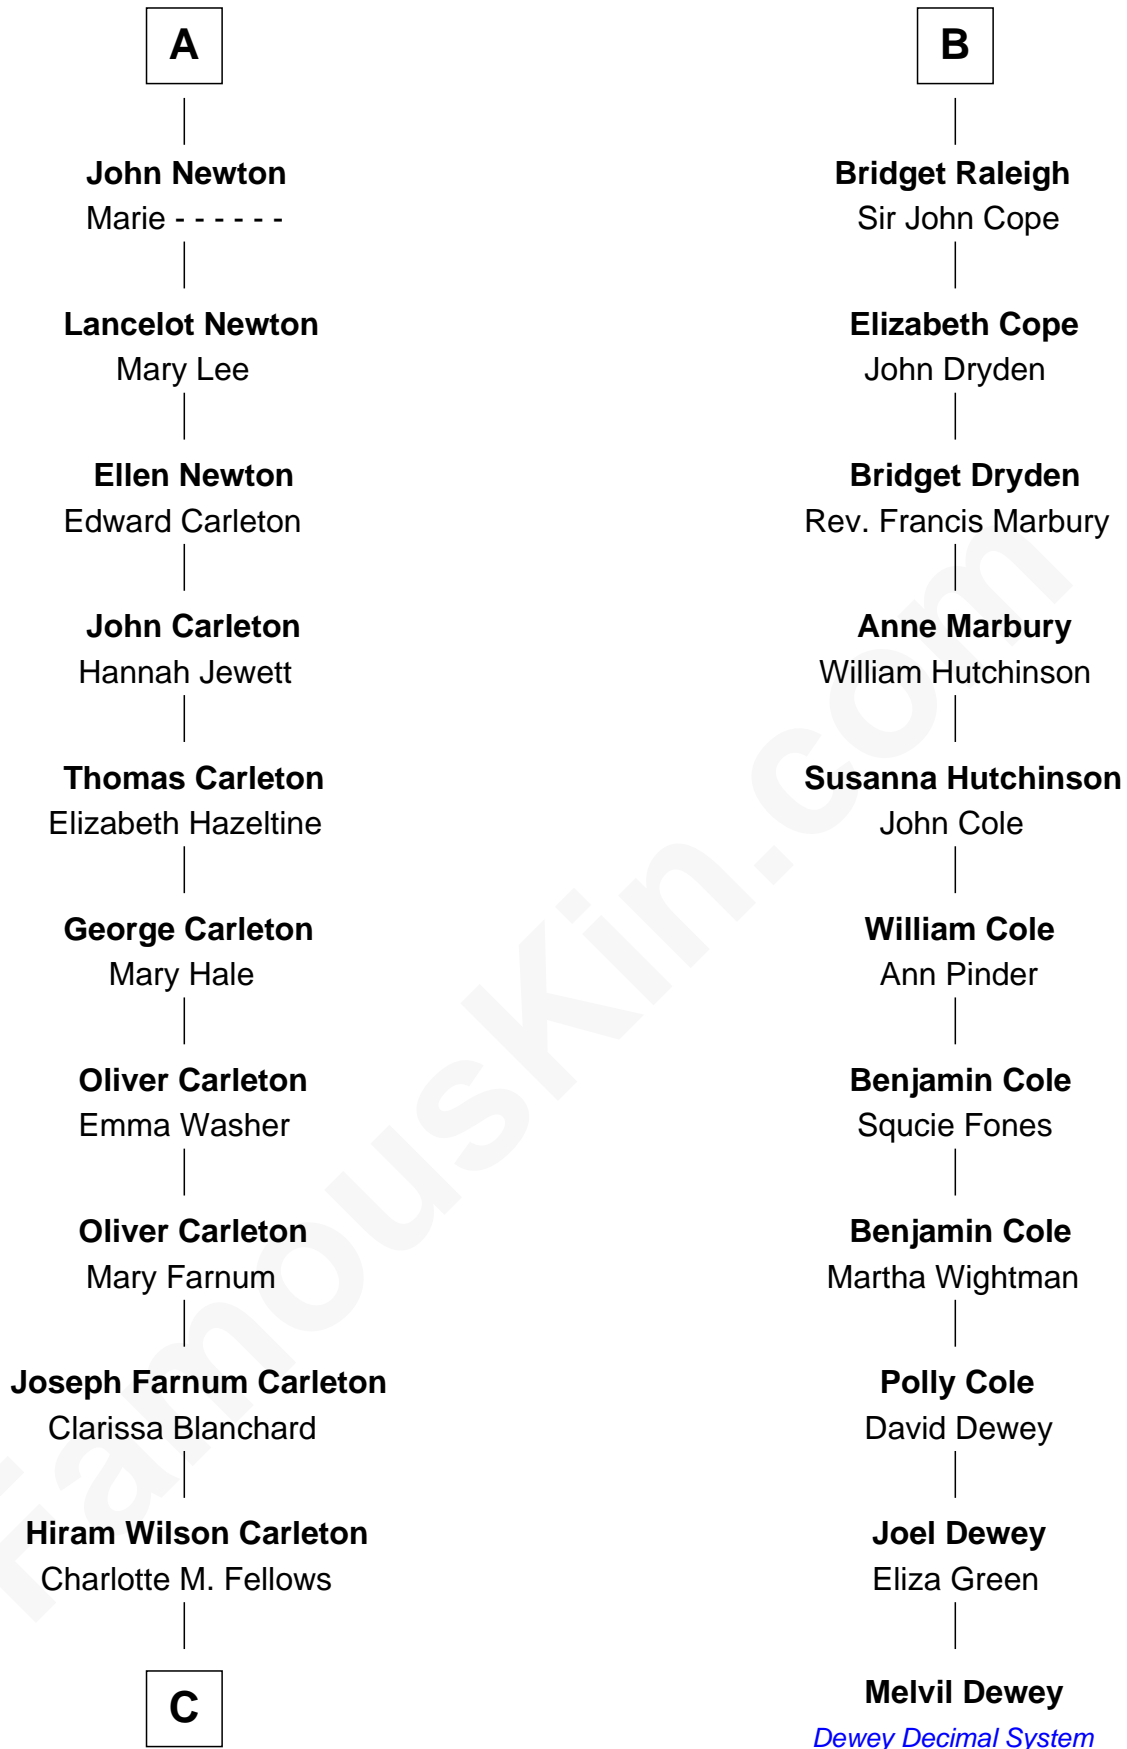 A
John Newton
Marie - - - - - -
Lancelot Newton
Mary Lee
Ellen Newton
Edward Carleton
John Carleton
Hannah Jewett
Thomas Carleton
Elizabeth Hazeltine
George Carleton
Mary Hale
Oliver Carleton
Emma Washer
Oliver Carleton
Mary Farnum
Joseph Farnum Carleton
Clarissa Blanchard
Hiram Wilson Carleton
Charlotte M. Fellows
C
B
Bridget Raleigh
Sir John Cope
Elizabeth Cope
John Dryden
Bridget Dryden
Rev. Francis Marbury
Anne Marbury
William Hutchinson
Susanna Hutchinson
John Cole
William Cole
Ann Pinder
Benjamin Cole
Squcie Fones
Benjamin Cole
Martha Wightman
Polly Cole
David Dewey
Joel Dewey
Eliza Green
Melvil Dewey
Dewey Decimal System
FamousKin.com